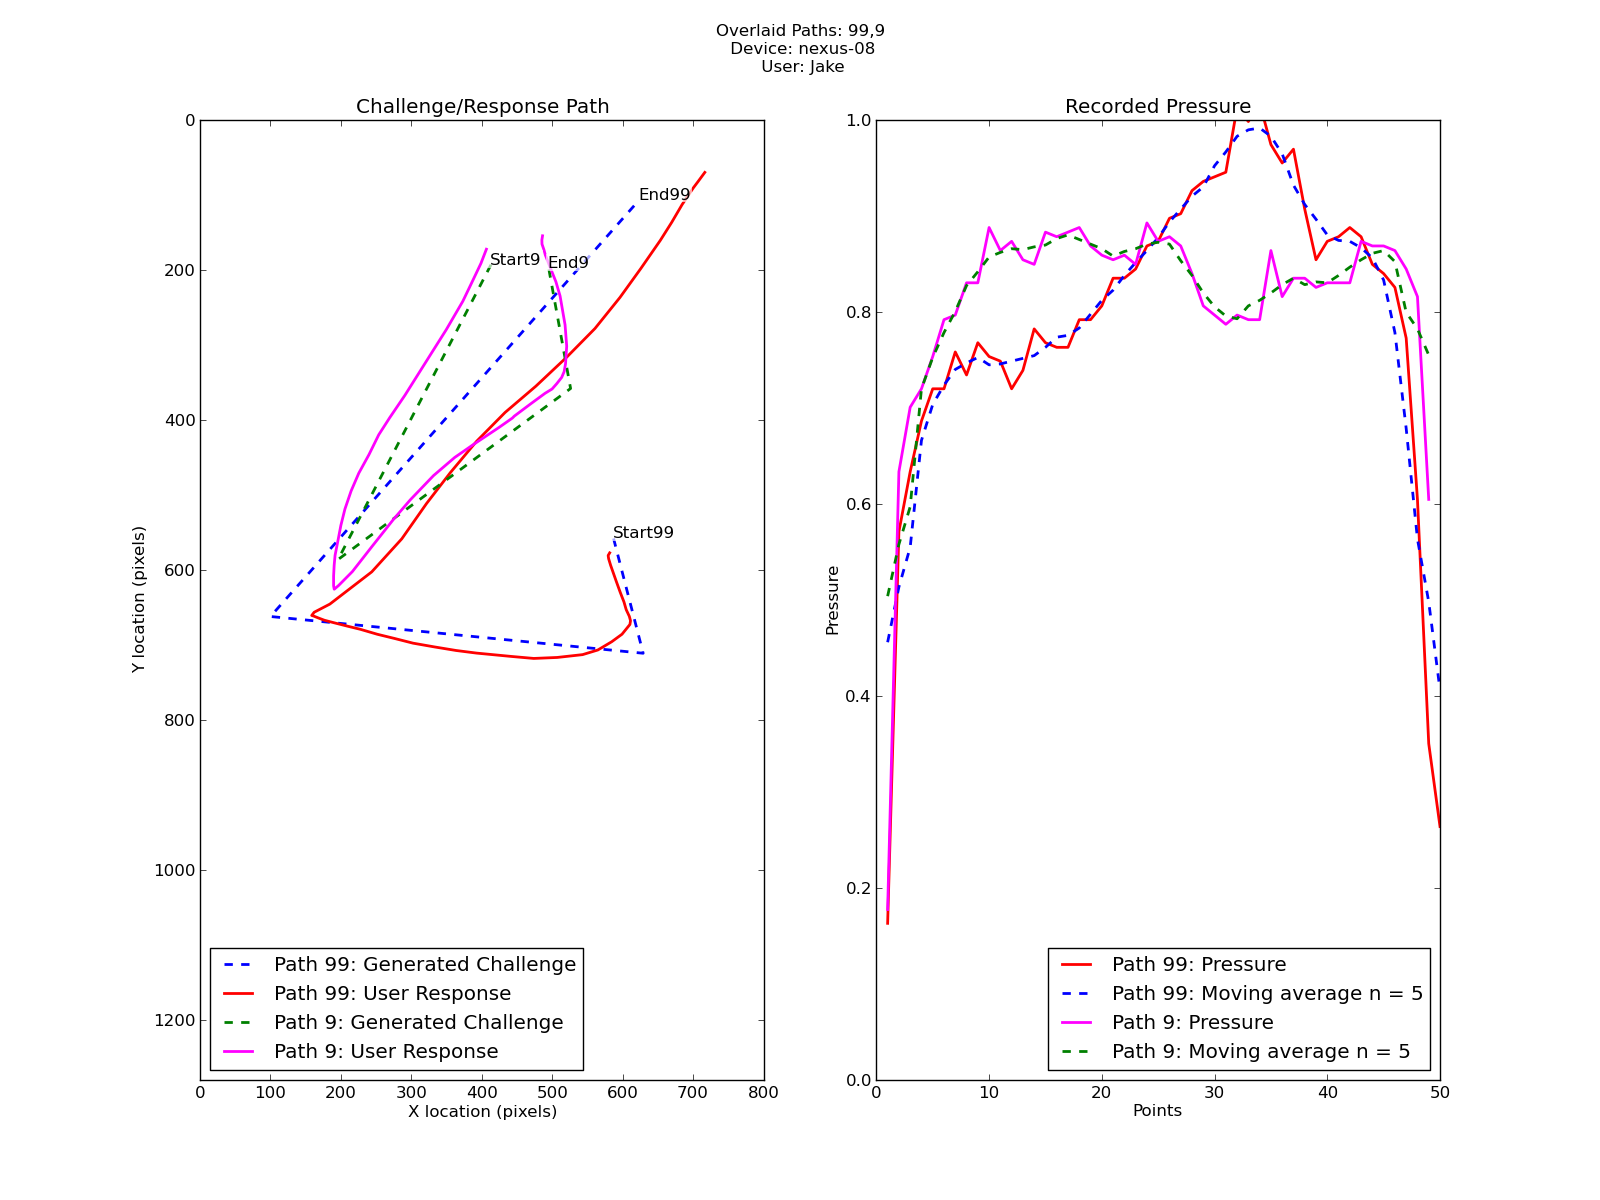 Overlaid Paths: 99,9
Device: nexus-08
User: Jake
Challenge/Response Path
0
200
400
600
800
1000
1200
Y location (pixels)
End99
Start9
End9
Start99
Path 99: Generated Challenge
Path 99: User Response
Path 9: Generated Challenge
Path 9: User Response
0 100 200 300 400 500 600 700 800
X location (pixels)
Recorded Pressure
1.0
0.8
0.6
0.4
0.2
0.0
Pressure
Path 99: Pressure
Path 99: Moving average n = 5
Path 9: Pressure
Path 9: Moving average n = 5
0 10 20 30 40 50
Points